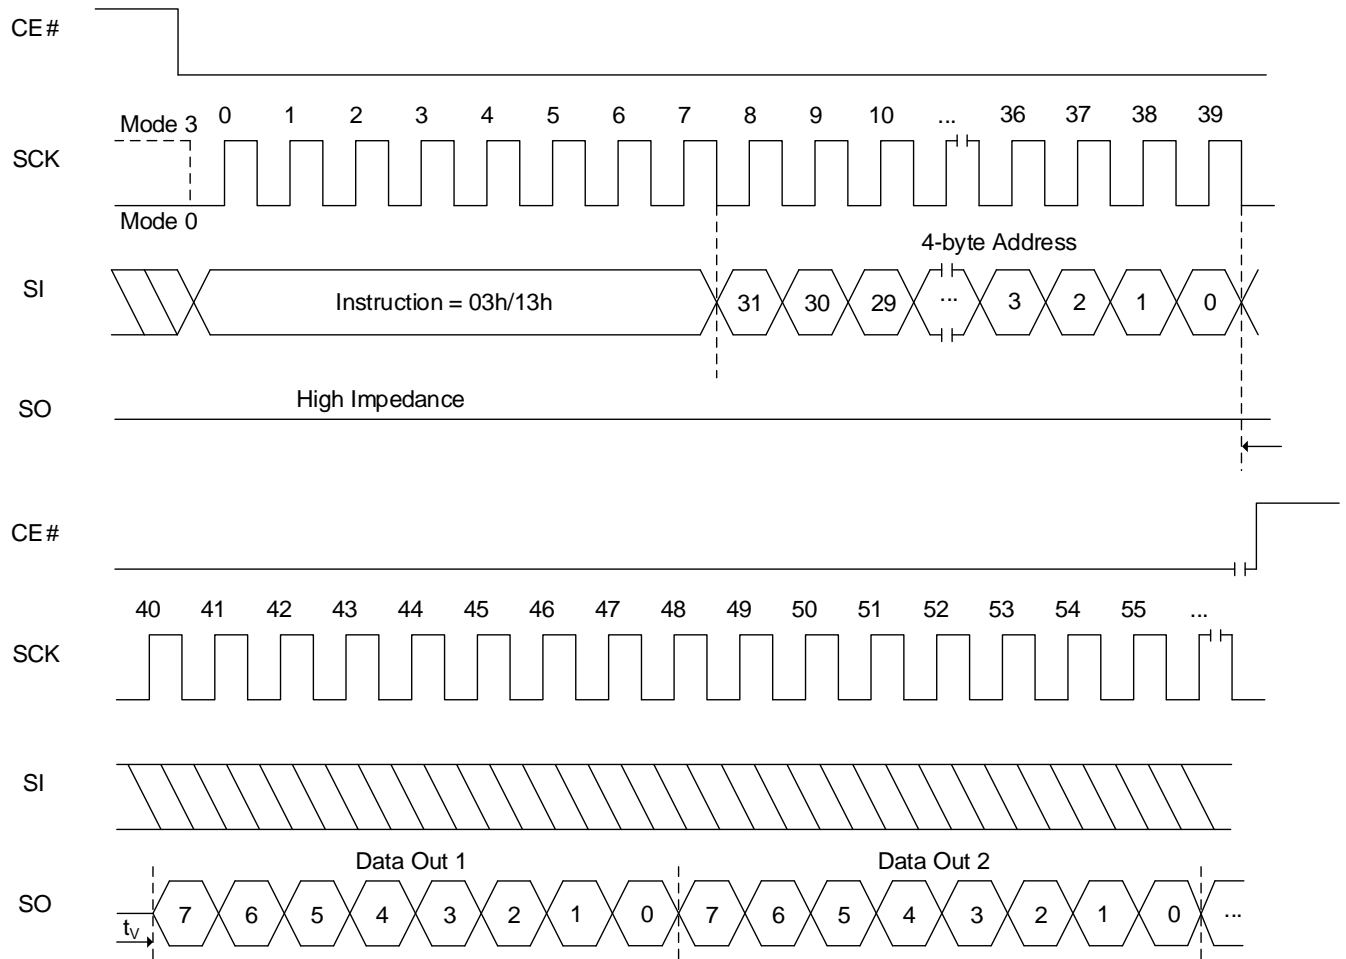 CE#
0 1 2 3 4 5 6 7 8 9 10 ... 36 37 38 39
Mode 3
SCK
Mode 0
4-byte Address
SI
Instruction = 03h/13h
31 30 29 ... 3 2 1 0
High Impedance
SO
CE#
40 41 42 43 44 45 46 47 48 49 50 51 52 53 54 55 ...
SCK
SI
Data Out 1 Data Out 2
SO
7 6 5 4 3 2 1 0 7 6 5 4 3 2 1 0 ...
tV